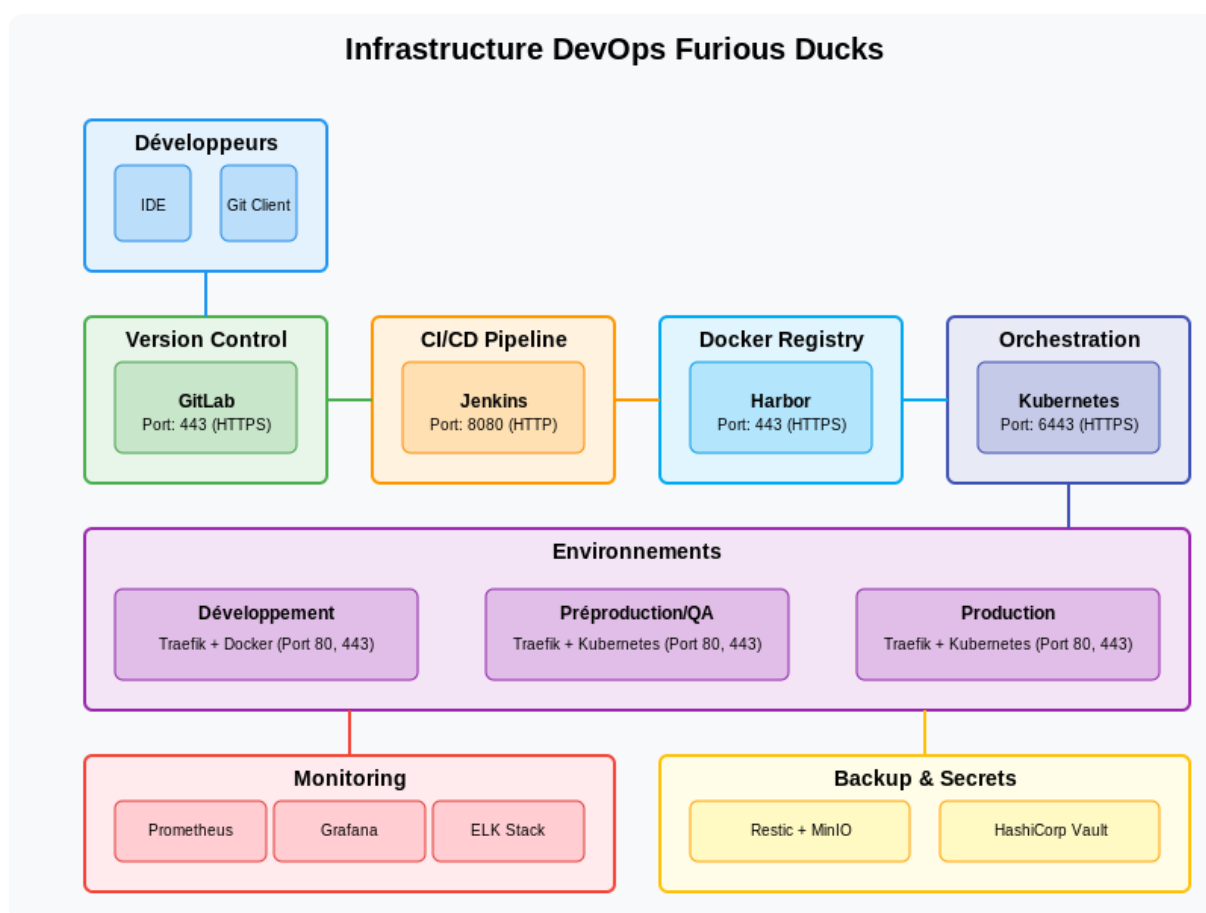 Infrastructure DevOps Furious Ducks
Développeurs
IDE
Git Client
Version Control
GitLab
Port: 443 (HTTPS)
CI/CD Pipeline
Jenkins
Port: 8080 (HTTP)
Docker Registry
Harbor
Port: 443 (HTTPS)
Orchestration
Kubernetes
Port: 6443 (HTTPS)
Environnements
Développement
Traefik + Docker (Port 80, 443)
Préproduction/QA
Traefik + Kubernetes (Port 80, 443)
Production
Traefik + Kubernetes (Port 80, 443)
Monitoring
Prometheus
Grafana
ELK Stack
Backup & Secrets
Restic + MinIO
HashiCorp Vault